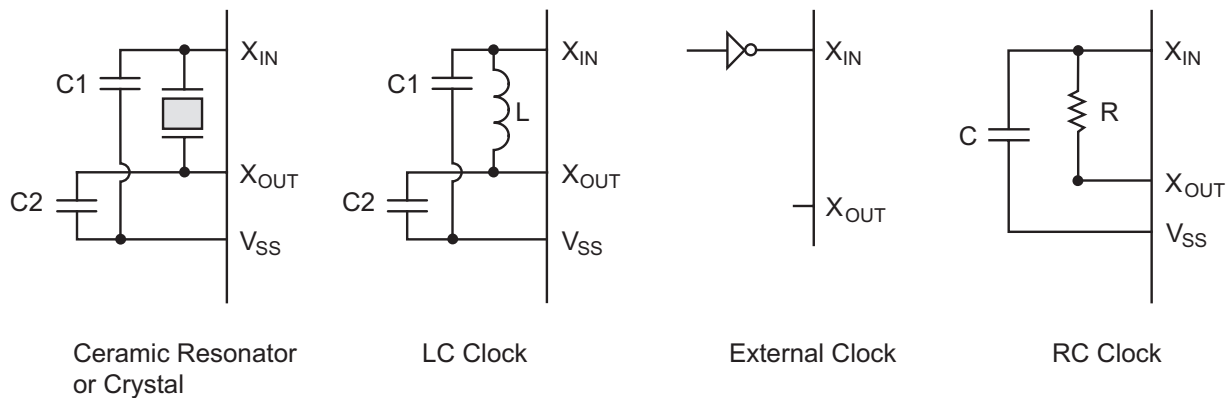 C1
C2
X_IN
X_OUT
V_SS
Ceramic Resonator
or Crystal
C1
C2
L
X_IN
X_OUT
V_SS
LC Clock
X_IN
X_OUT
External Clock
C
R
X_IN
X_OUT
V_SS
RC Clock